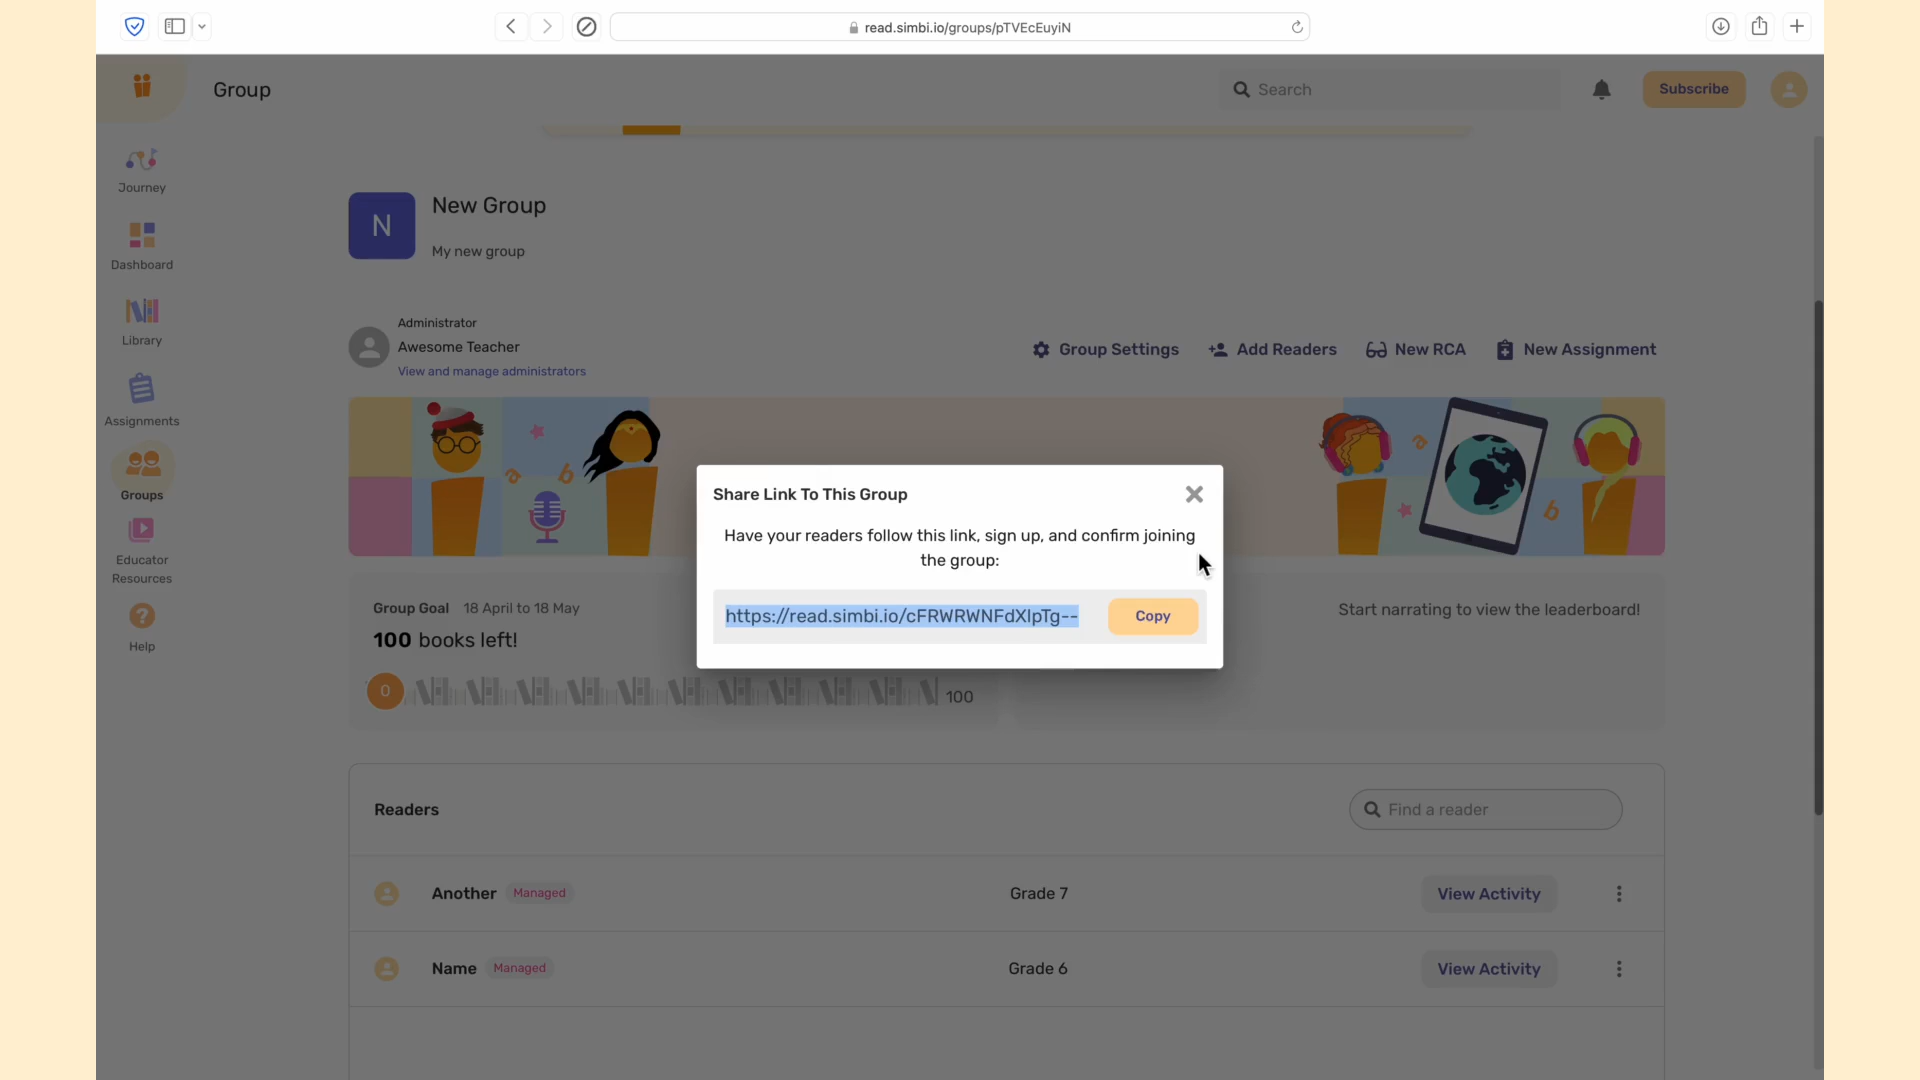 read.simbi.io/groups/pTVEcEuyiN
Group
Search
Subscribe
Journey
Dashboard
Library
Assignments
Groups
Educator
Resources
Help
N
New Group
My new group
Administrator
Awesome Teacher
View and manage administrators
Group Settings
Add Readers
New RCA
New Assignment
a
b
a
b
Share Link To This Group
Have your readers follow this link, sign up, and confirm joining
the group:
https://read.simbi.io/cFRWRWNFdXlpTg--
Copy
Group Goal 18 April to 18 May
100 books left!
0
100
Start narrating to view the leaderboard!
Readers
Find a reader
Another Managed Grade 7 View Activity
Name Managed Grade 6 View Activity